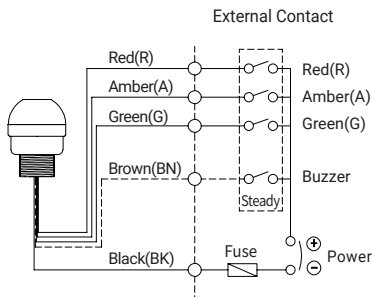 External Contact
Red(R) Red(R)
Amber(A) Amber(A)
Green(G) Green(G)
Brown(BN) Buzzer
Steady
Black(BK) Fuse + − Power